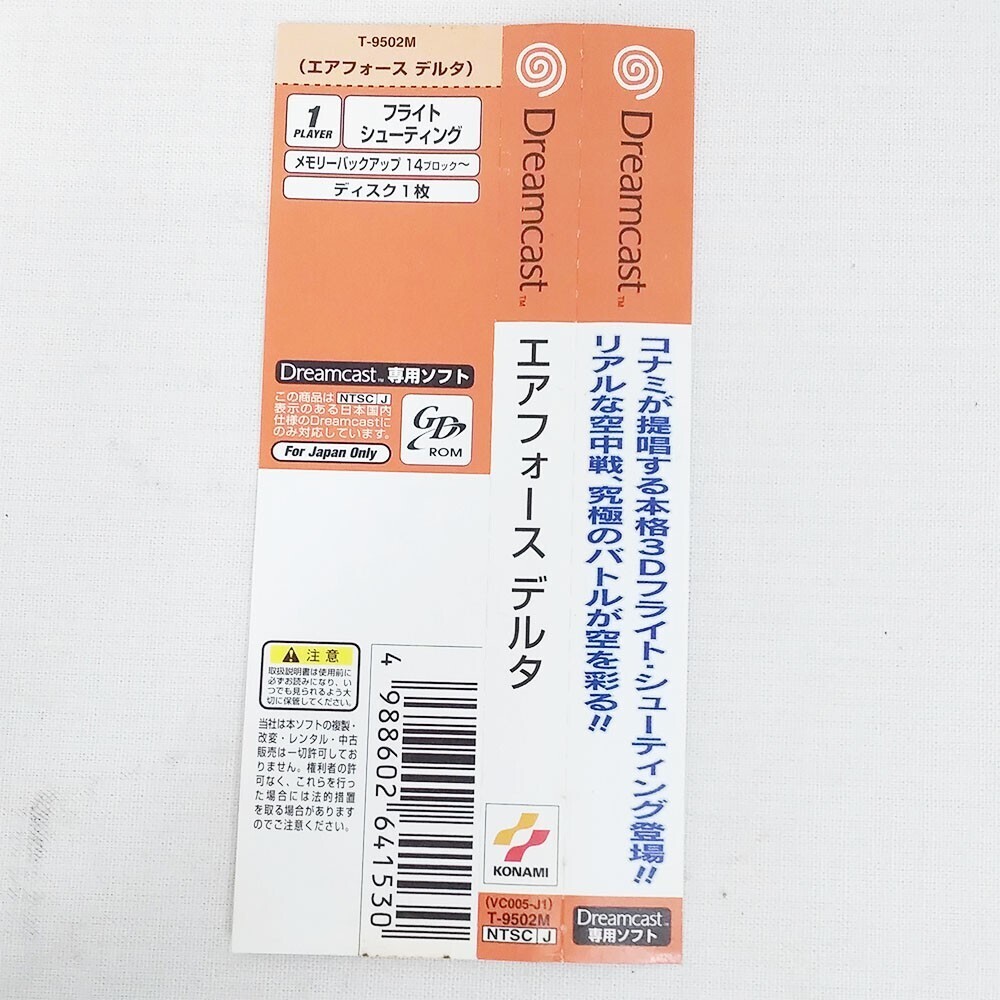 T-9502M
(エアフォース デルタ)
1
PLAYER
フライト
シューティング
メモリーバックアップ 14ブロック～
ディスク1枚
Dreamcast™ 専用ソフト
この商品は NTSC J
表示のある日本国内
仕様のDreamcastに
のみ対応しています。
For Japan Only
GD
ROM
注意
取扱説明書は使用前に
必ずお読みになり、い
つでも見られるよう大
切に保管してください。
当社は本ソフトの複製・
改変・レンタル・中古
販売は一切許可してお
りません。権利者の許
可なく、これらを行っ
た場合には法的措置
を取る場合があります
のでご注意ください。
4 988602 641530
Dreamcast™
エアフォース デルタ
KONAMI
(VC005-J1)
T-9502M
NTSC J
Dreamcast™
コナミが提唱する本格3Dフライト・シューティング登場!!
リアルな空中戦、究極のバトルが空を彩る!!
Dreamcast™
専用ソフト